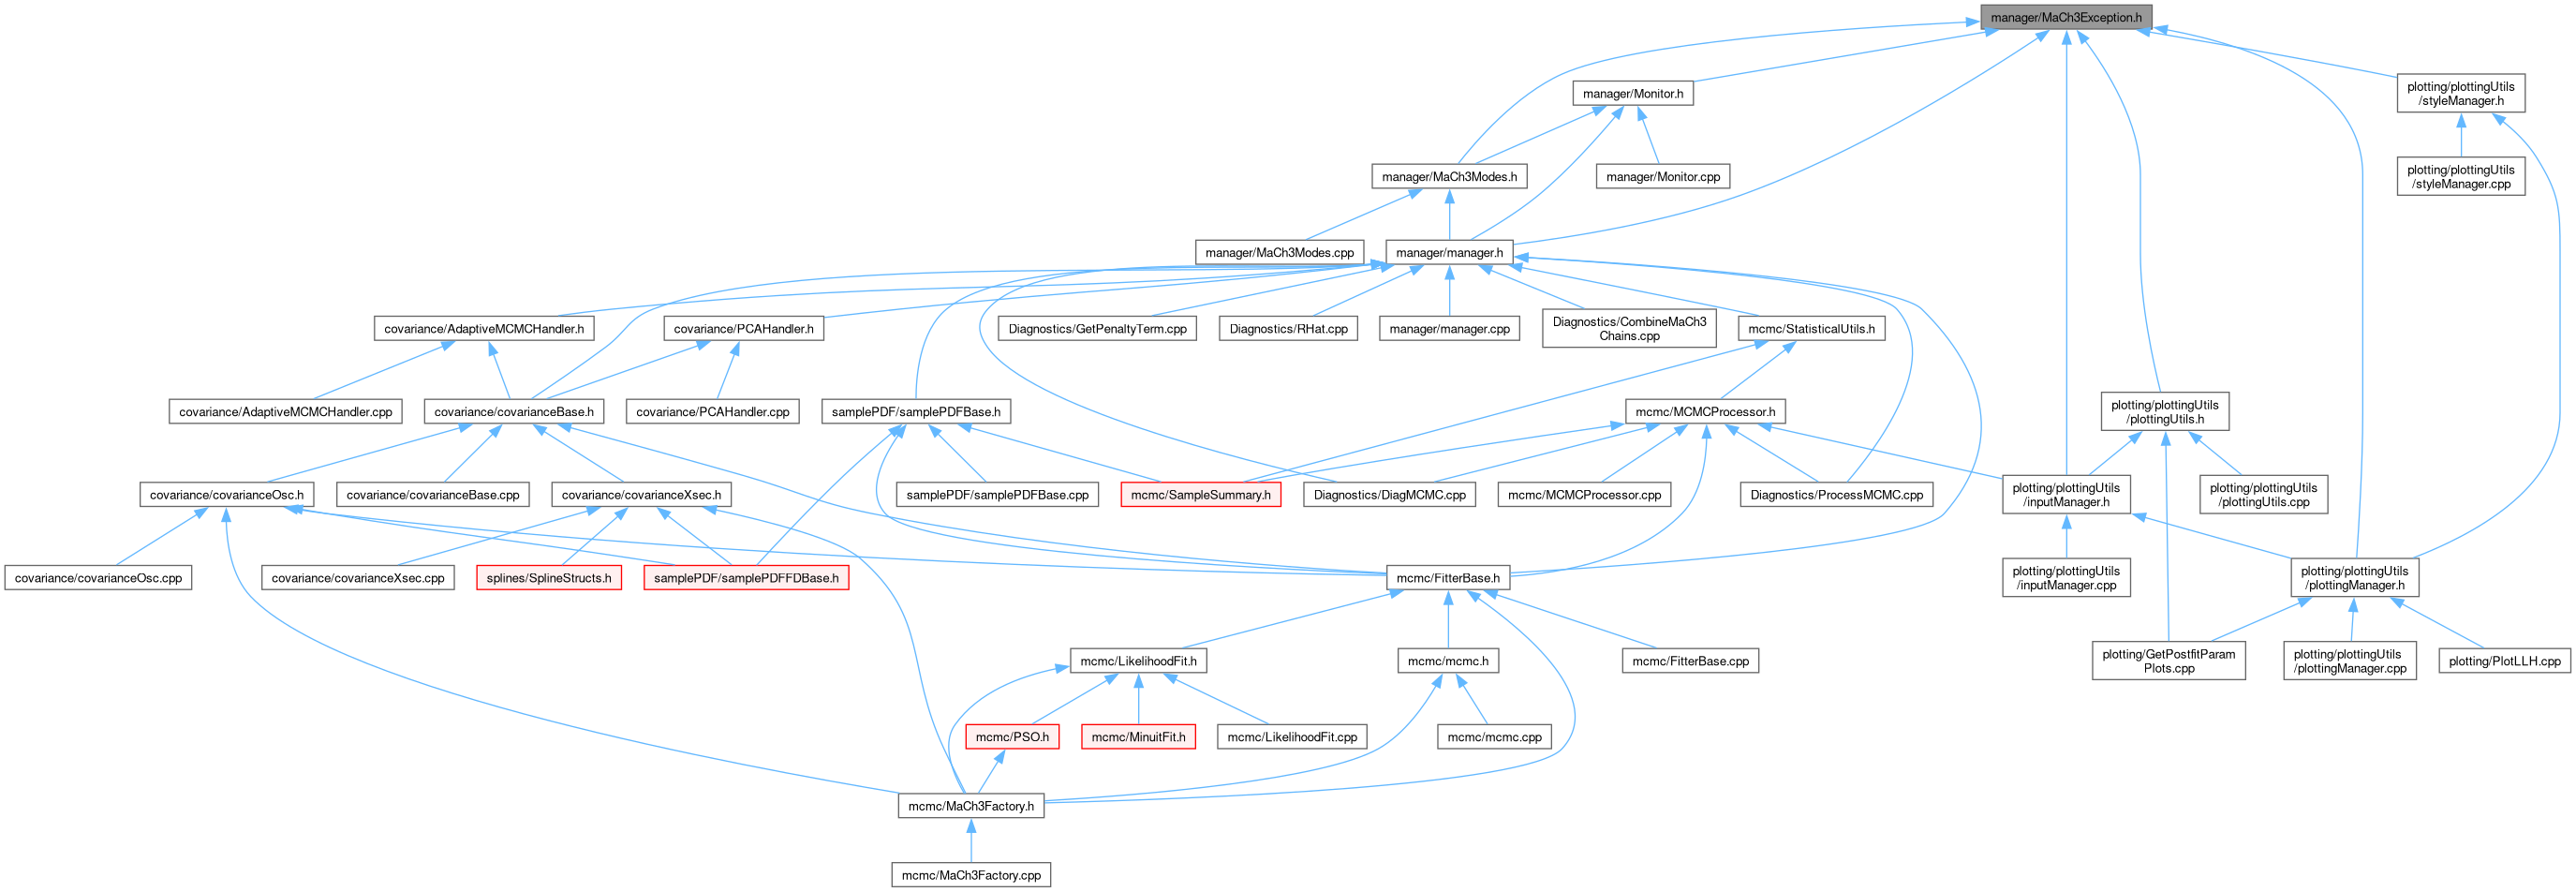 manager/MaCh3Exception.h
manager/Monitor.h
plotting/plottingUtils
/styleManager.h
manager/MaCh3Modes.h
manager/Monitor.cpp
plotting/plottingUtils
/styleManager.cpp
manager/MaCh3Modes.cpp
manager/manager.h
covariance/AdaptiveMCMCHandler.h
covariance/PCAHandler.h
Diagnostics/GetPenaltyTerm.cpp
Diagnostics/RHat.cpp
manager/manager.cpp
Diagnostics/CombineMaCh3
Chains.cpp
mcmc/StatisticalUtils.h
covariance/AdaptiveMCMCHandler.cpp
covariance/covarianceBase.h
covariance/PCAHandler.cpp
samplePDF/samplePDFBase.h
mcmc/MCMCProcessor.h
plotting/plottingUtils
/plottingUtils.h
covariance/covarianceOsc.h
covariance/covarianceBase.cpp
covariance/covarianceXsec.h
samplePDF/samplePDFBase.cpp
mcmc/SampleSummary.h
Diagnostics/DiagMCMC.cpp
mcmc/MCMCProcessor.cpp
Diagnostics/ProcessMCMC.cpp
plotting/plottingUtils
/inputManager.h
plotting/plottingUtils
/plottingUtils.cpp
covariance/covarianceOsc.cpp
covariance/covarianceXsec.cpp
splines/SplineStructs.h
samplePDF/samplePDFFDBase.h
mcmc/FitterBase.h
plotting/plottingUtils
/inputManager.cpp
plotting/plottingUtils
/plottingManager.h
mcmc/LikelihoodFit.h
mcmc/mcmc.h
mcmc/FitterBase.cpp
plotting/GetPostfitParam
Plots.cpp
plotting/plottingUtils
/plottingManager.cpp
plotting/PlotLLH.cpp
mcmc/PSO.h
mcmc/MinuitFit.h
mcmc/LikelihoodFit.cpp
mcmc/mcmc.cpp
mcmc/MaCh3Factory.h
mcmc/MaCh3Factory.cpp